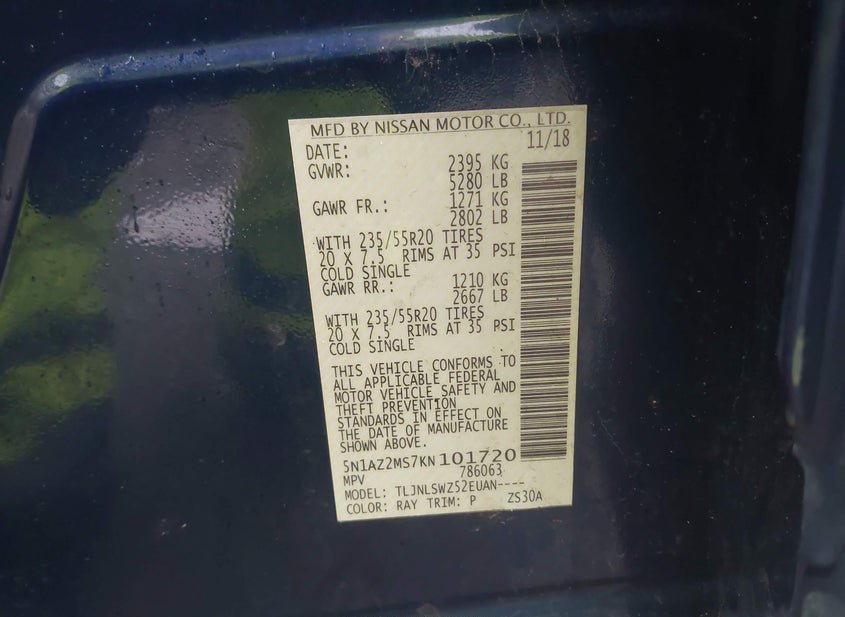 MFD BY NISSAN MOTOR CO., LTD.
DATE: 11/18
GVWR: 2395 KG
5280 LB
GAWR FR.: 1271 KG
2802 LB
WITH 235/55R20 TIRES
20 X 7.5 RIMS AT 35 PSI
COLD SINGLE
GAWR RR.: 1210 KG
2667 LB
WITH 235/55R20 TIRES
20 X 7.5 RIMS AT 35 PSI
COLD SINGLE
THIS VEHICLE CONFORMS TO
ALL APPLICABLE FEDERAL
MOTOR VEHICLE SAFETY AND
THEFT PREVENTION
STANDARDS IN EFFECT ON
THE DATE OF MANUFACTURE
SHOWN ABOVE.
5N1AZ2MS7KN101720
MPV 786063
MODEL: TLJNLSWZ52EUAN----
COLOR: RAY TRIM: P ZS30A